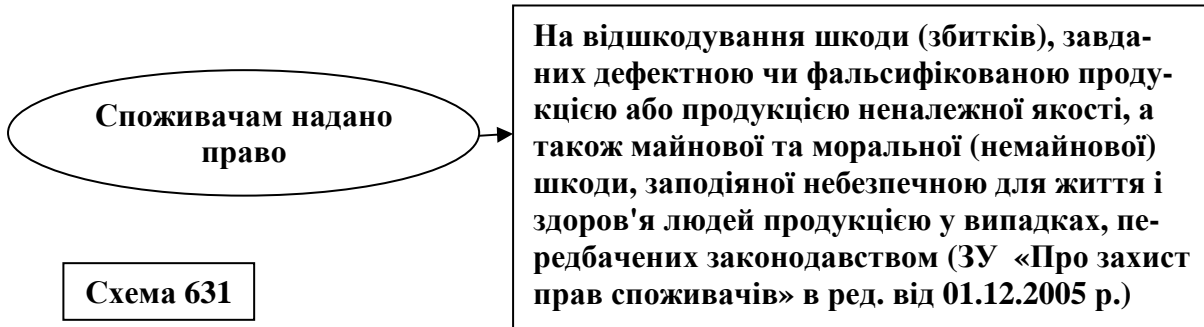 Споживачам надано
право
На відшкодування шкоди (збитків), завда-
них дефектною чи фальсифікованою проду-
кцією або продукцією неналежної якості, а
також майнової та моральної (немайнової)
шкоди, заподіяної небезпечною для життя і
здоров'я людей продукцією у випадках, пе-
редбачених законодавством (ЗУ «Про захист
прав споживачів» в ред. від 01.12.2005 р.)
Схема 631